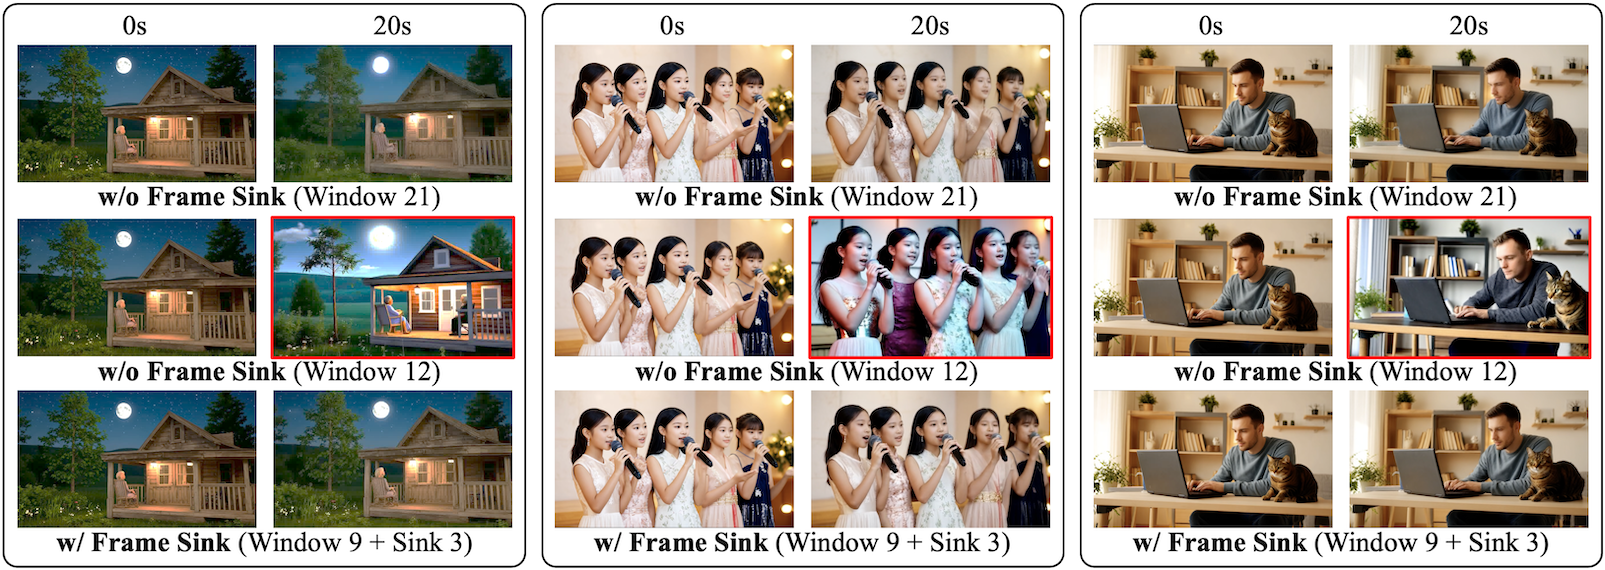 0s 20s
w/o Frame Sink (Window 21)
w/o Frame Sink (Window 12)
w/ Frame Sink (Window 9 + Sink 3)
0s 20s
w/o Frame Sink (Window 21)
w/o Frame Sink (Window 12)
w/ Frame Sink (Window 9 + Sink 3)
0s 20s
w/o Frame Sink (Window 21)
w/o Frame Sink (Window 12)
w/ Frame Sink (Window 9 + Sink 3)